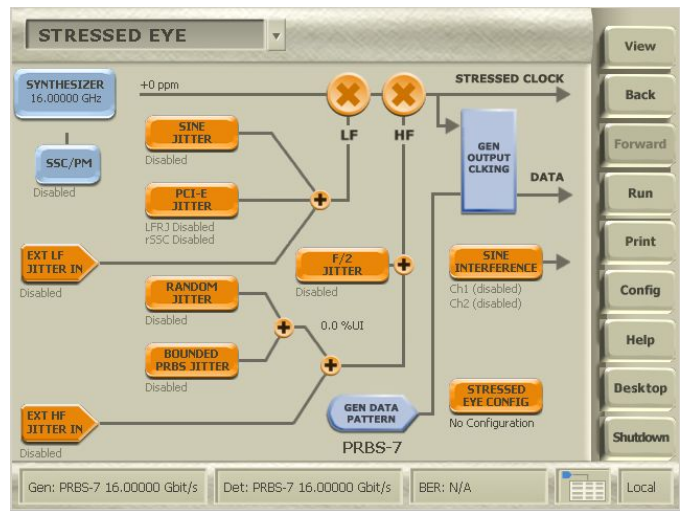 STRESSED EYE
View
SYNTHESIZER
16.00000 GHz
+0 ppm
STRESSED CLOCK
Back
SINE
JITTER
Disabled
LF
HF
GEN
OUTPUT
CLKING
Forward
SSC/PM
Disabled
DATA
PCI-E
JITTER
LFRJ Disabled
rSSC Disabled
Run
Print
EXT LF
JITTER IN
Disabled
F/2
JITTER
Disabled
SINE
INTERFERENCE
Ch1 (disabled)
Ch2 (disabled)
Config
RANDOM
JITTER
Disabled
0.0 %UI
Help
BOUNDED
PRBS JITTER
Disabled
STRESSED
EYE CONFIG
No Configuration
Desktop
EXT HF
JITTER IN
Disabled
GEN DATA
PATTERN
PRBS-7
Shutdown
Gen: PRBS-7 16.00000 Gbit/s
Det: PRBS-7 16.00000 Gbit/s
BER: N/A
Local